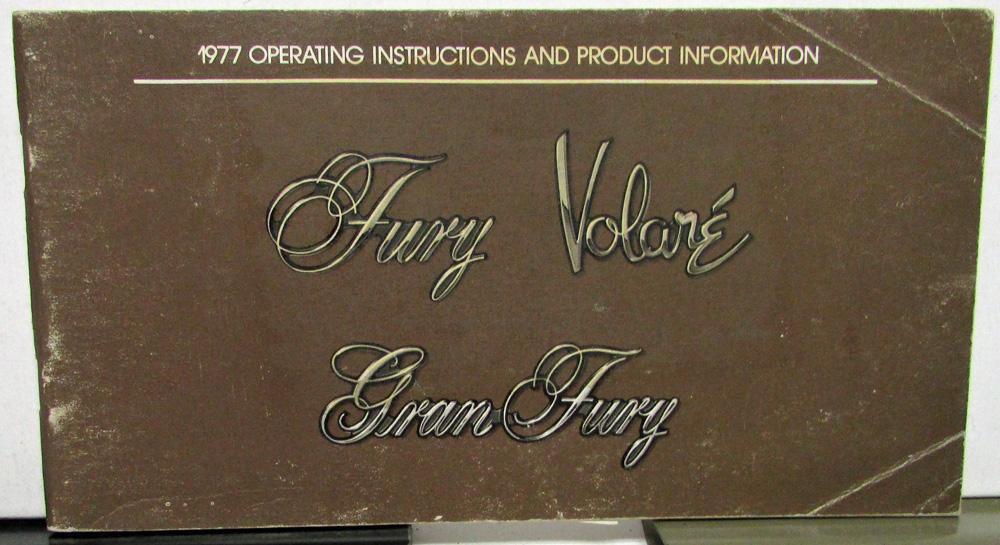 1977 OPERATING INSTRUCTIONS AND PRODUCT INFORMATION
Fury Volaré
Gran Fury